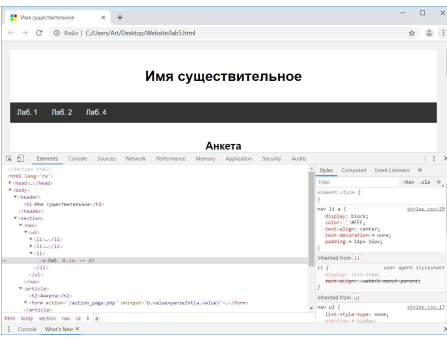 Имя существительное
Файл | C:/Users/Art/Desktop/Website/lab5.html
Имя существительное
Лаб. 1 Лаб. 2 Лаб. 4
Анкета
Elements Console Sources Network Performance Memory Application Security Audits
<!doctype html>
<html lang="ru">
<head>…</head>
<body>
<header>
<h1>Имя существительное</h1>
</header>
<section>
<nav>
<ul>
<li>…</li>
<li>…</li>
<li>
<a>Лаб. 4</a> == $0
</li>
</ul>
</nav>
<article>
<h2>Анкета</h2>
<form action="/action_page.php" oninput="b.value=parseInt(a.value)">…</form>
</article>
html body section nav ul li a
Styles Computed Event Listeners »
Filter :hov .cls +
element.style {
}
nav li a { styles.css:29
display: block;
color: #FFF;
text-align: center;
text-decoration: none;
padding: 14px 16px;
}
Inherited from li
li { user agent stylesheet
display: list-item;
text-align: -webkit-match-parent;
}
Inherited from ul
nav ul { styles.css:17
list-style-type: none;
overflow: hidden;
Console What's New ×